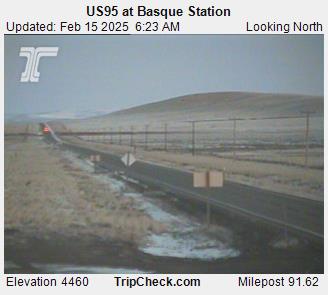 US95 at Basque Station
Updated: Feb 15 2025 6:23 AM Looking North
Elevation 4460 TripCheck.com Milepost 91.62